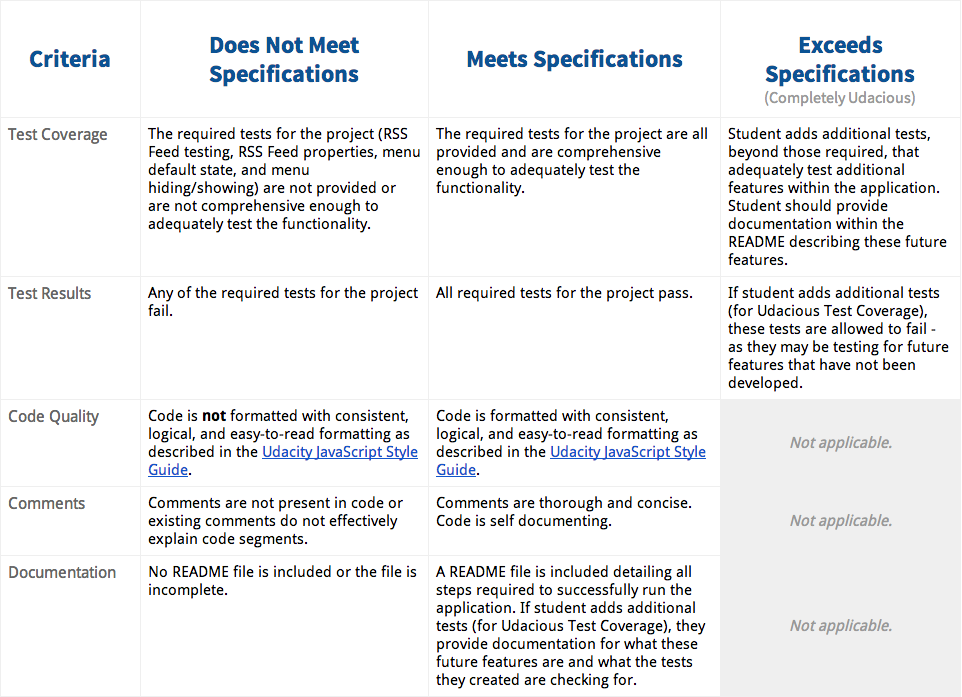 Criteria
Does Not Meet
Specifications
Meets Specifications
Exceeds
Specifications
(Completely Udacious)
Test Coverage
The required tests for the project (RSS
Feed testing, RSS Feed properties, menu
default state, and menu
hiding/showing) are not provided or
are not comprehensive enough to
adequately test the functionality.
The required tests for the project are all
provided and are comprehensive
enough to adequately test the
functionality.
Student adds additional tests,
beyond those required, that
adequately test additional
features within the application.
Student should provide
documentation within the
README describing these future
features.
Test Results
Any of the required tests for the project
fail.
All required tests for the project pass.
If student adds additional tests
(for Udacious Test Coverage),
these tests are allowed to fail -
as they may be testing for future
features that have not been
developed.
Code Quality
Code is not formatted with consistent,
logical, and easy-to-read formatting as
described in the Udacity JavaScript Style
Guide.
Code is formatted with consistent,
logical, and easy-to-read formatting as
described in the Udacity JavaScript Style
Guide.
Not applicable.
Comments
Comments are not present in code or
existing comments do not effectively
explain code segments.
Comments are thorough and concise.
Code is self documenting.
Not applicable.
Documentation
No README file is included or the file is
incomplete.
A README file is included detailing all
steps required to successfully run the
application. If student adds additional
tests (for Udacious Test Coverage), they
provide documentation for what these
future features are and what the tests
they created are checking for.
Not applicable.